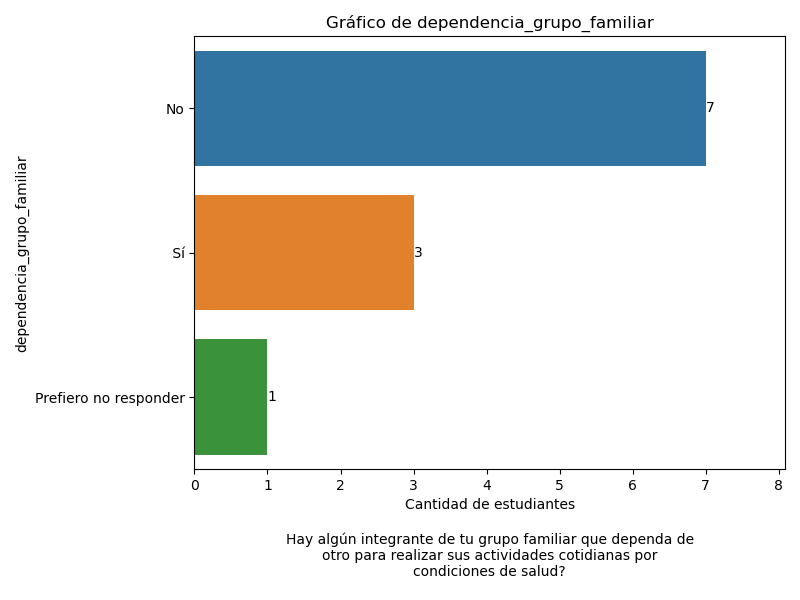 Gráfico de dependencia_grupo_familiar
dependencia_grupo_familiar
No
7
Sí
3
Prefiero no responder
1
0 1 2 3 4 5 6 7 8
Cantidad de estudiantes
Hay algún integrante de tu grupo familiar que dependa de
otro para realizar sus actividades cotidianas por
condiciones de salud?